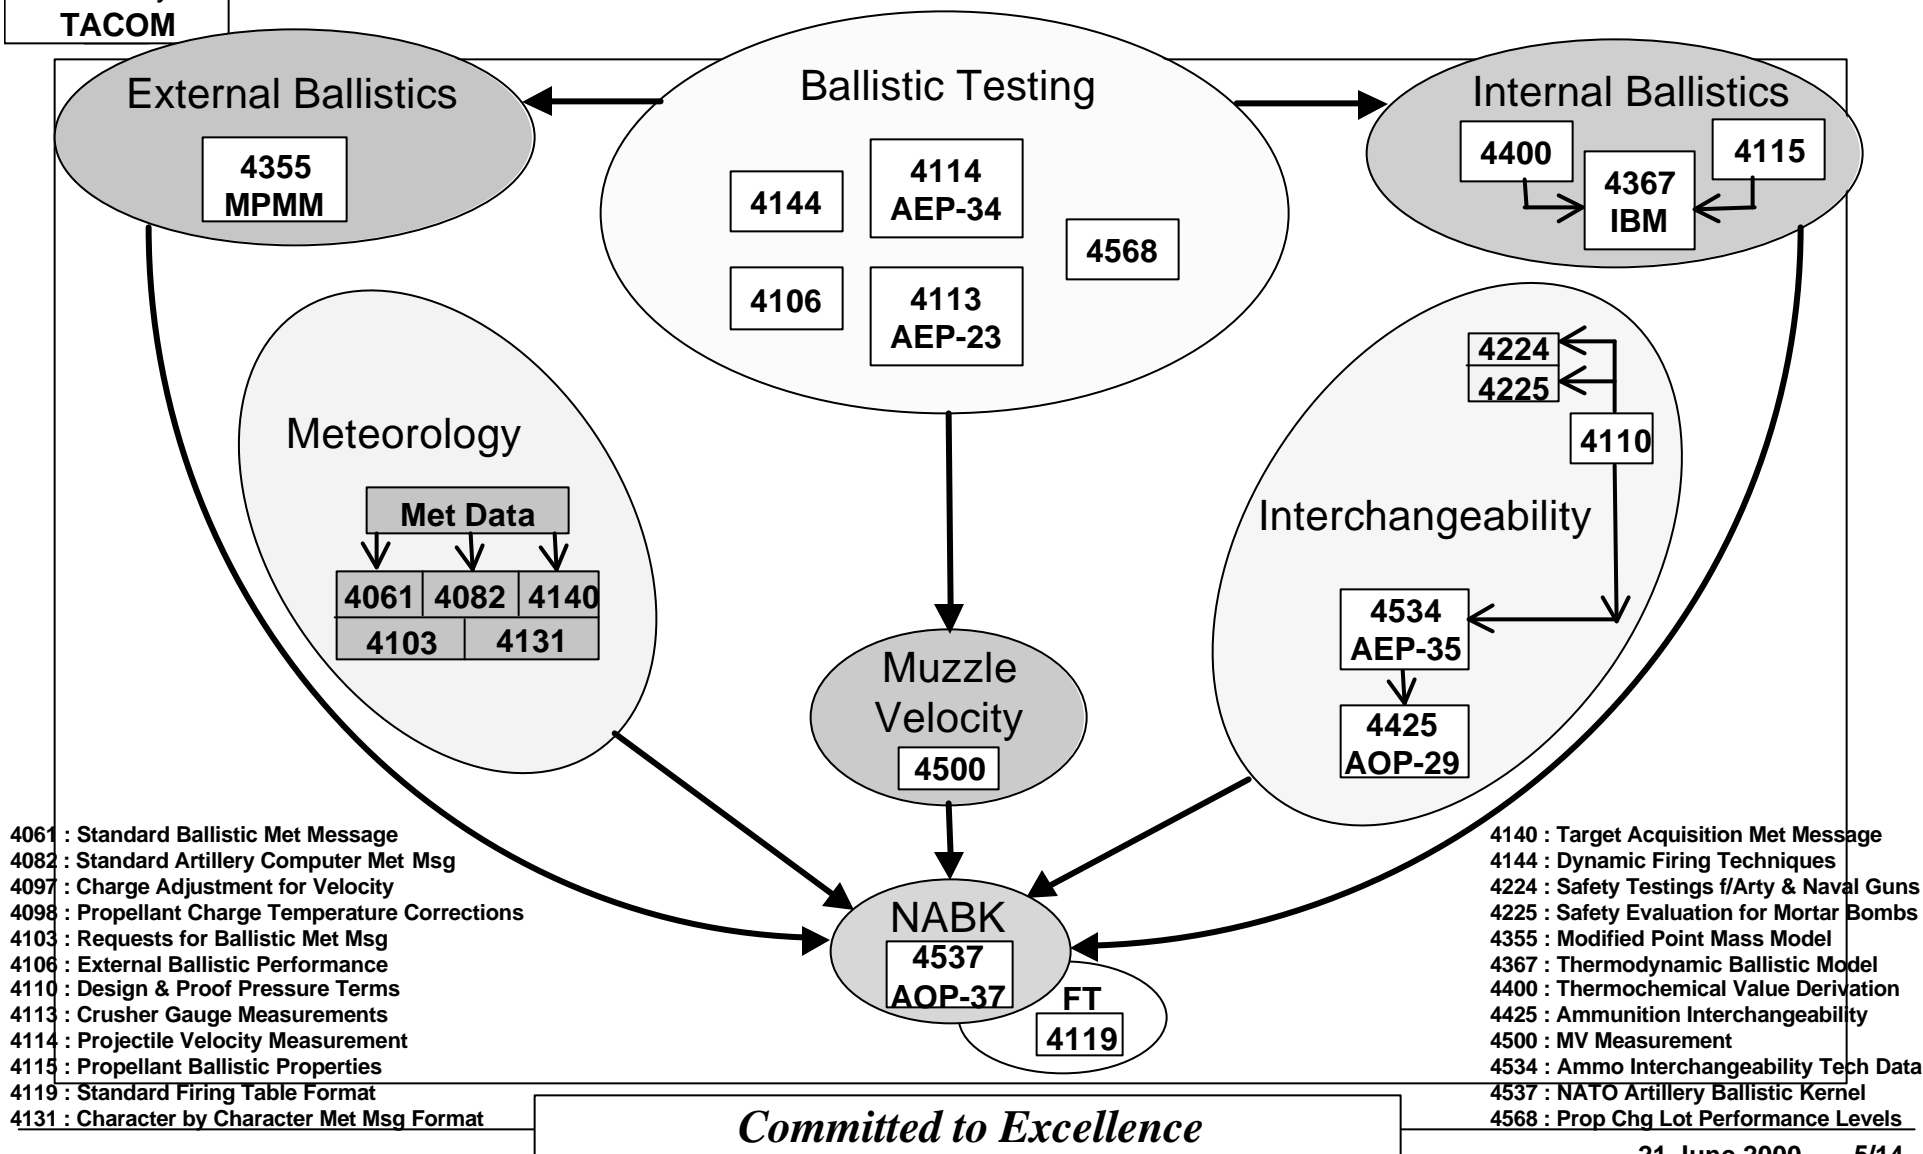 TACOM
External Ballistics
4355
MPMM
Ballistic Testing
4144
4114
AEP-34
4568
4106
4113
AEP-23
Internal Ballistics
4400
4115
4367
IBM
Meteorology
Met Data
4061 4082 4140
4103 4131
Interchangeability
4224
4225
4110
4534
AEP-35
4425
AOP-29
Muzzle
Velocity
4500
NABK
4537
AOP-37
FT
4119
4061 : Standard Ballistic Met Message
4082 : Standard Artillery Computer Met Msg
4097 : Charge Adjustment for Velocity
4098 : Propellant Charge Temperature Corrections
4103 : Requests for Ballistic Met Msg
4106 : External Ballistic Performance
4110 : Design & Proof Pressure Terms
4113 : Crusher Gauge Measurements
4114 : Projectile Velocity Measurement
4115 : Propellant Ballistic Properties
4119 : Standard Firing Table Format
4131 : Character by Character Met Msg Format
4140 : Target Acquisition Met Message
4144 : Dynamic Firing Techniques
4224 : Safety Testings f/Arty & Naval Guns
4225 : Safety Evaluation for Mortar Bombs
4355 : Modified Point Mass Model
4367 : Thermodynamic Ballistic Model
4400 : Thermochemical Value Derivation
4425 : Ammunition Interchangeability
4500 : MV Measurement
4534 : Ammo Interchangeability Tech Data
4537 : NATO Artillery Ballistic Kernel
4568 : Prop Chg Lot Performance Levels
Committed to Excellence
21 June 2000 5/14